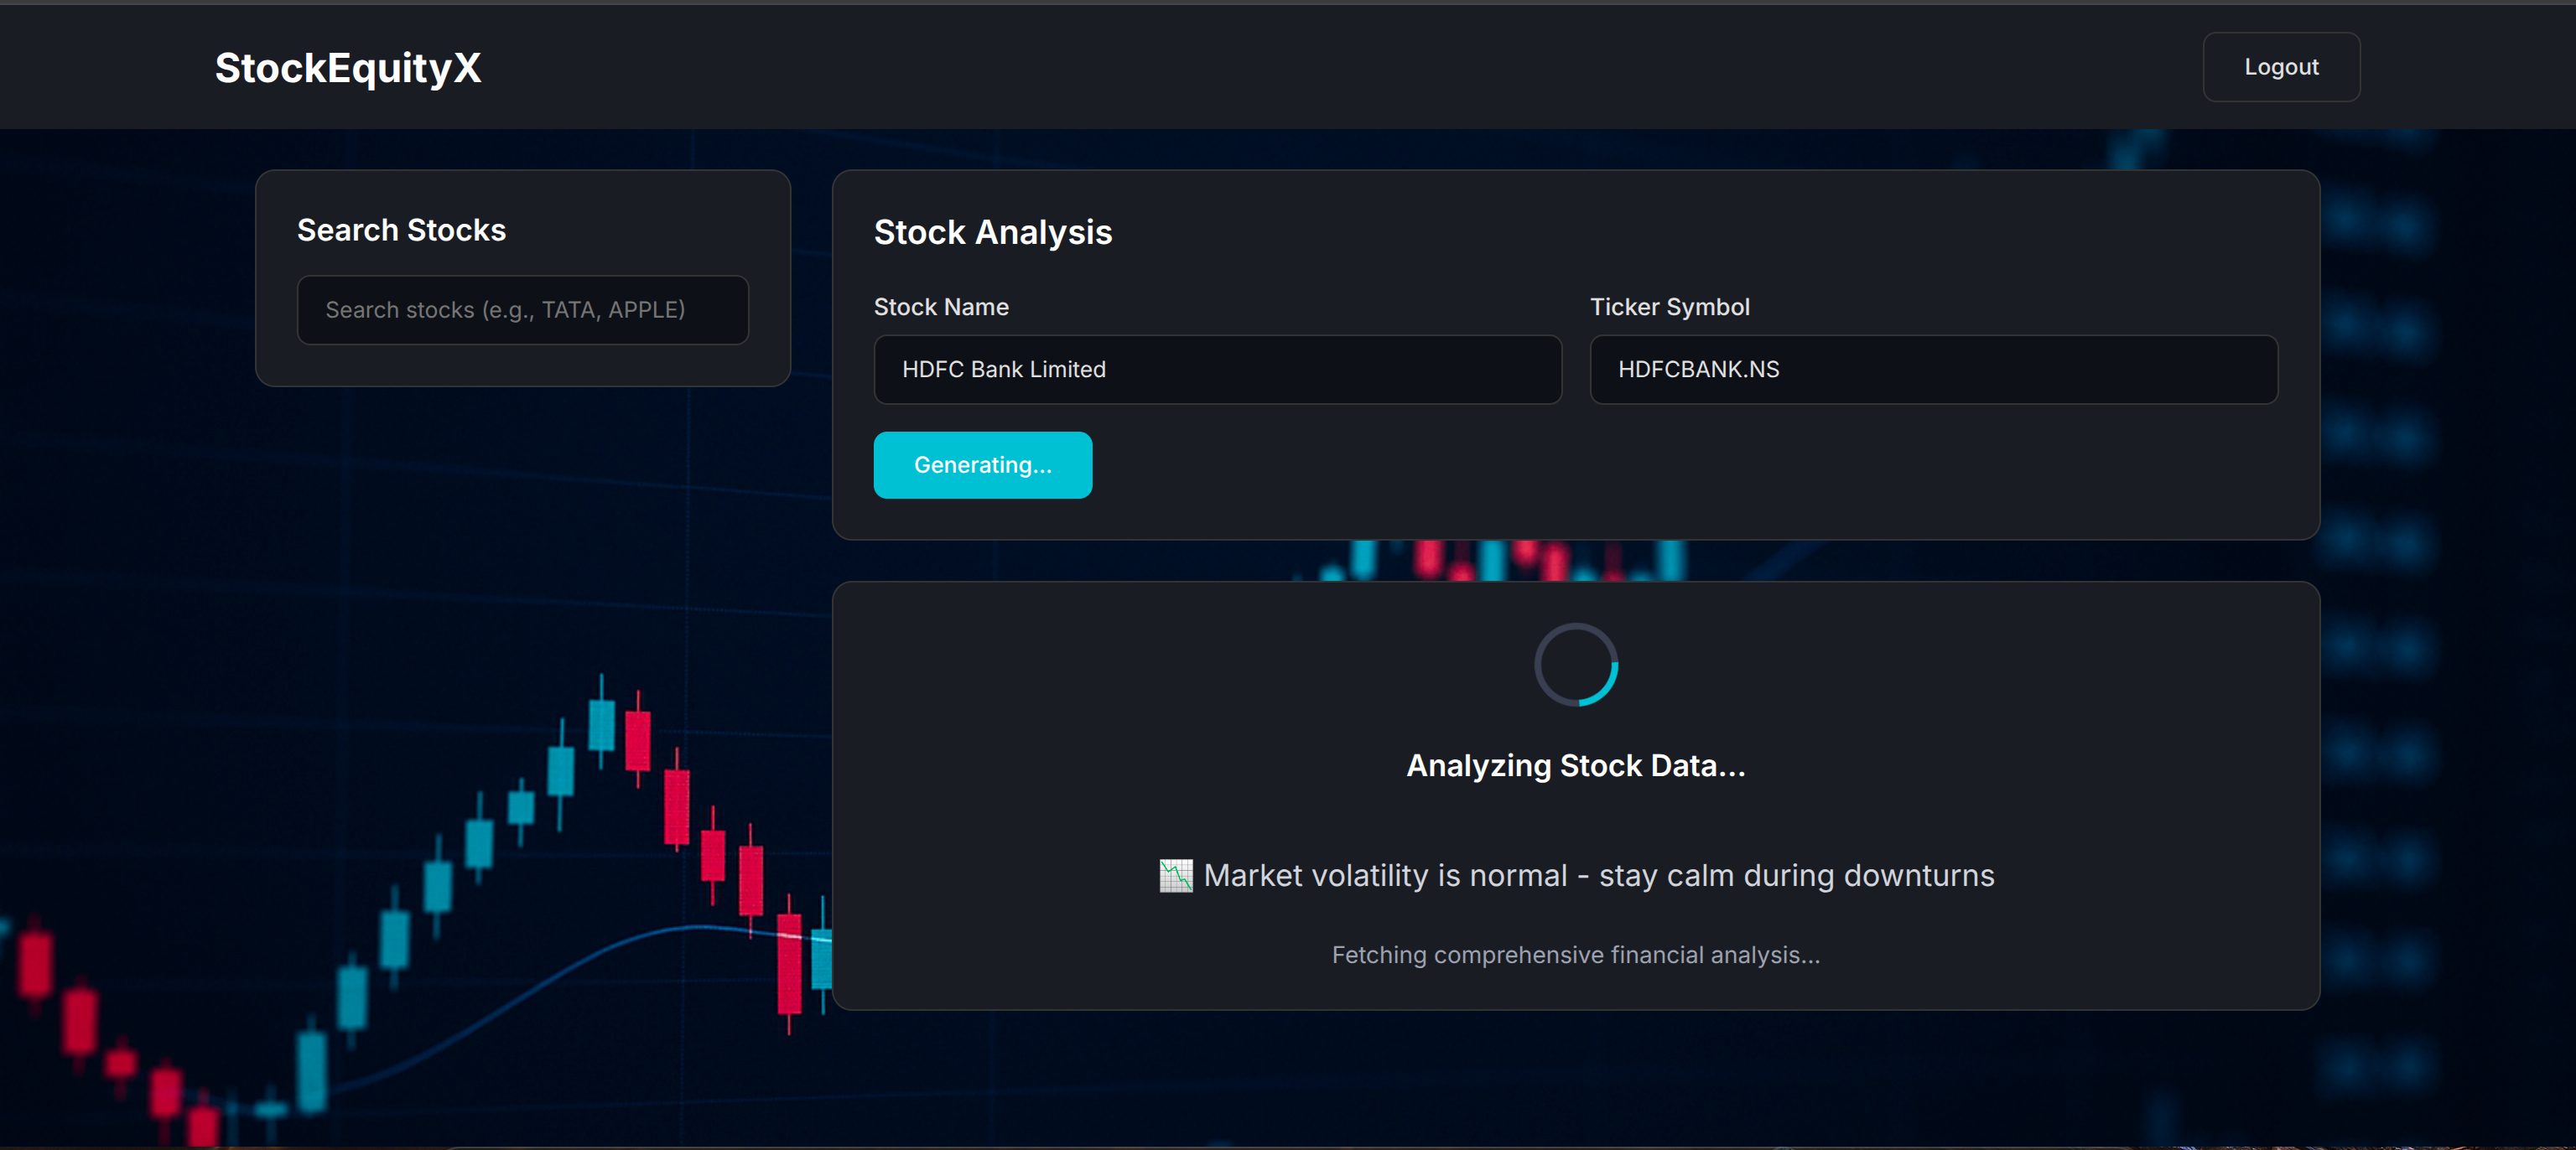 StockEquityX
Logout
Search Stocks
Search stocks (e.g., TATA, APPLE)
Stock Analysis
Stock Name
Ticker Symbol
HDFC Bank Limited
HDFCBANK.NS
Generating...
Analyzing Stock Data...
📉 Market volatility is normal - stay calm during downturns
Fetching comprehensive financial analysis...